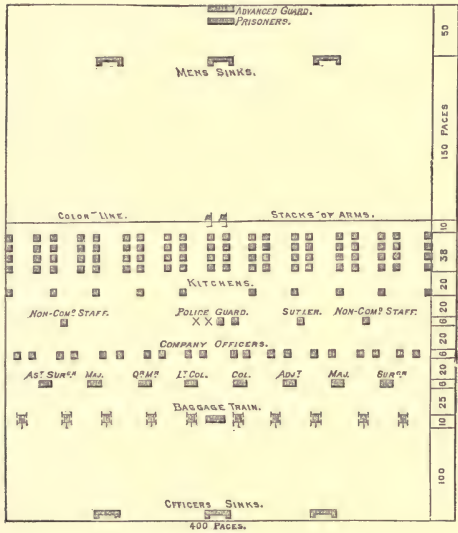 ADVANCED GUARD.
PRISONERS.
50
MENS SINKS.
150 PACES
COLOR LINE. STACKS OF ARMS.
10
38
KITCHENS.
20
NON-COMD STAFF. POLICE GUARD. SUTLER. NON-COMD STAFF.
X X
20
6
COMPANY OFFICERS.
20
6
AST SURGN MAJ. QRMR LT COL. COL. ADJT MAJ. SURGN
20
6
BAGGAGE TRAIN.
25
10
100
OFFICERS SINKS.
400 PACES.